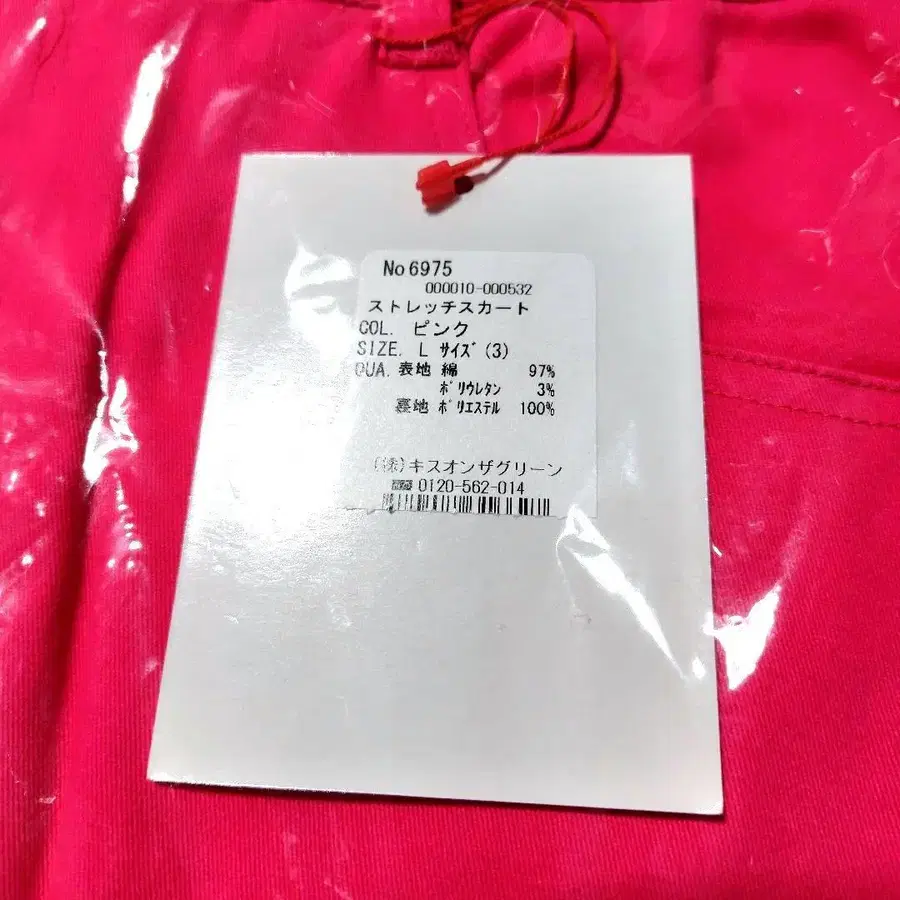 No6975
000010-000532
ストレッチスカート
COL. ピンク
SIZE. L サイズ(3)
QUA. 表地 綿 97%
ポリウレタン 3%
裏地 ポリエステル 100%
(株)キスオンザグリーン
0120-562-014